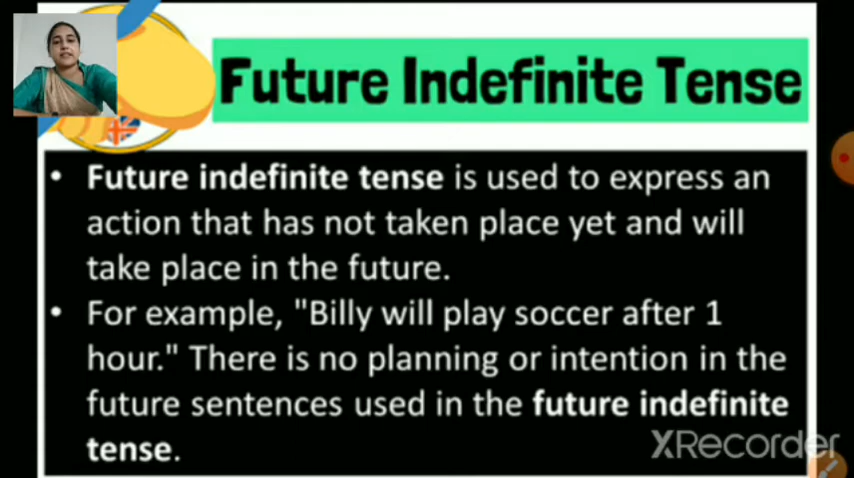 Future Indefinite Tense
• Future indefinite tense is used to express an
action that has not taken place yet and will
take place in the future.
• For example, "Billy will play soccer after 1
hour." There is no planning or intention in the
future sentences used in the future indefinite
tense.
XRecorder